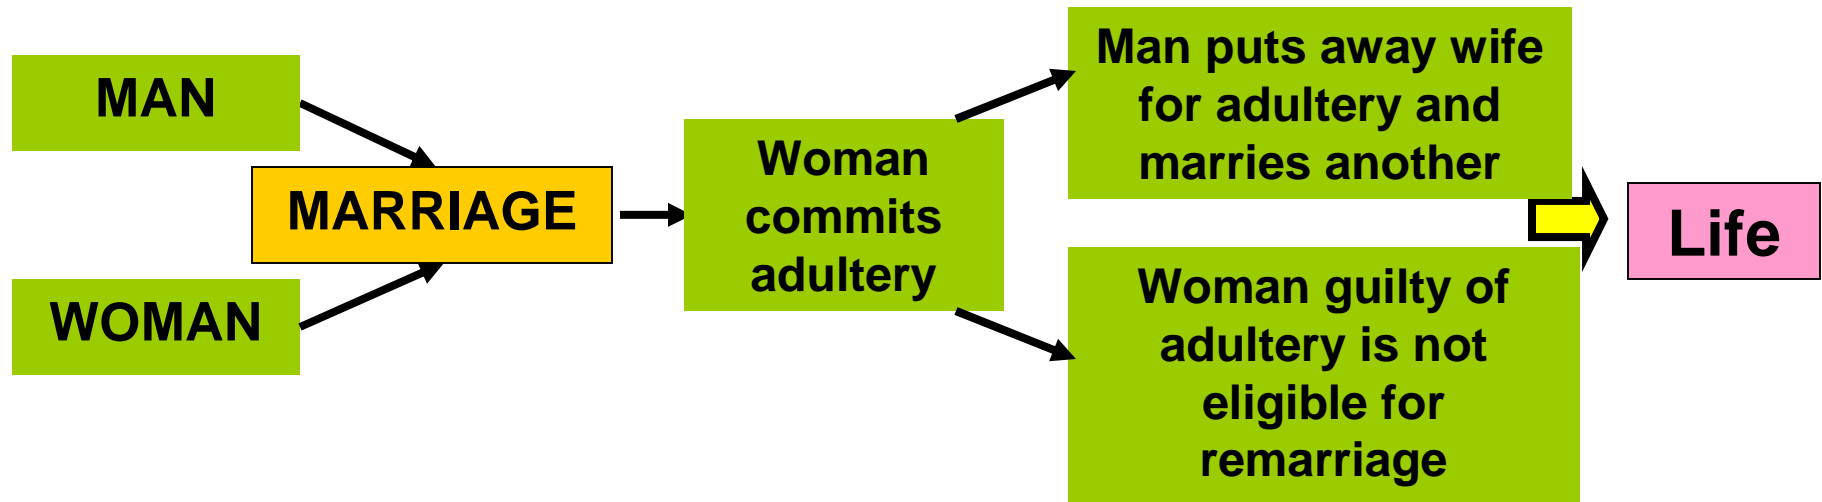 MAN
WOMAN
MARRIAGE
Woman
commits
adultery
Man puts away wife
for adultery and
marries another
Woman guilty of
adultery is not
eligible for
remarriage
Life